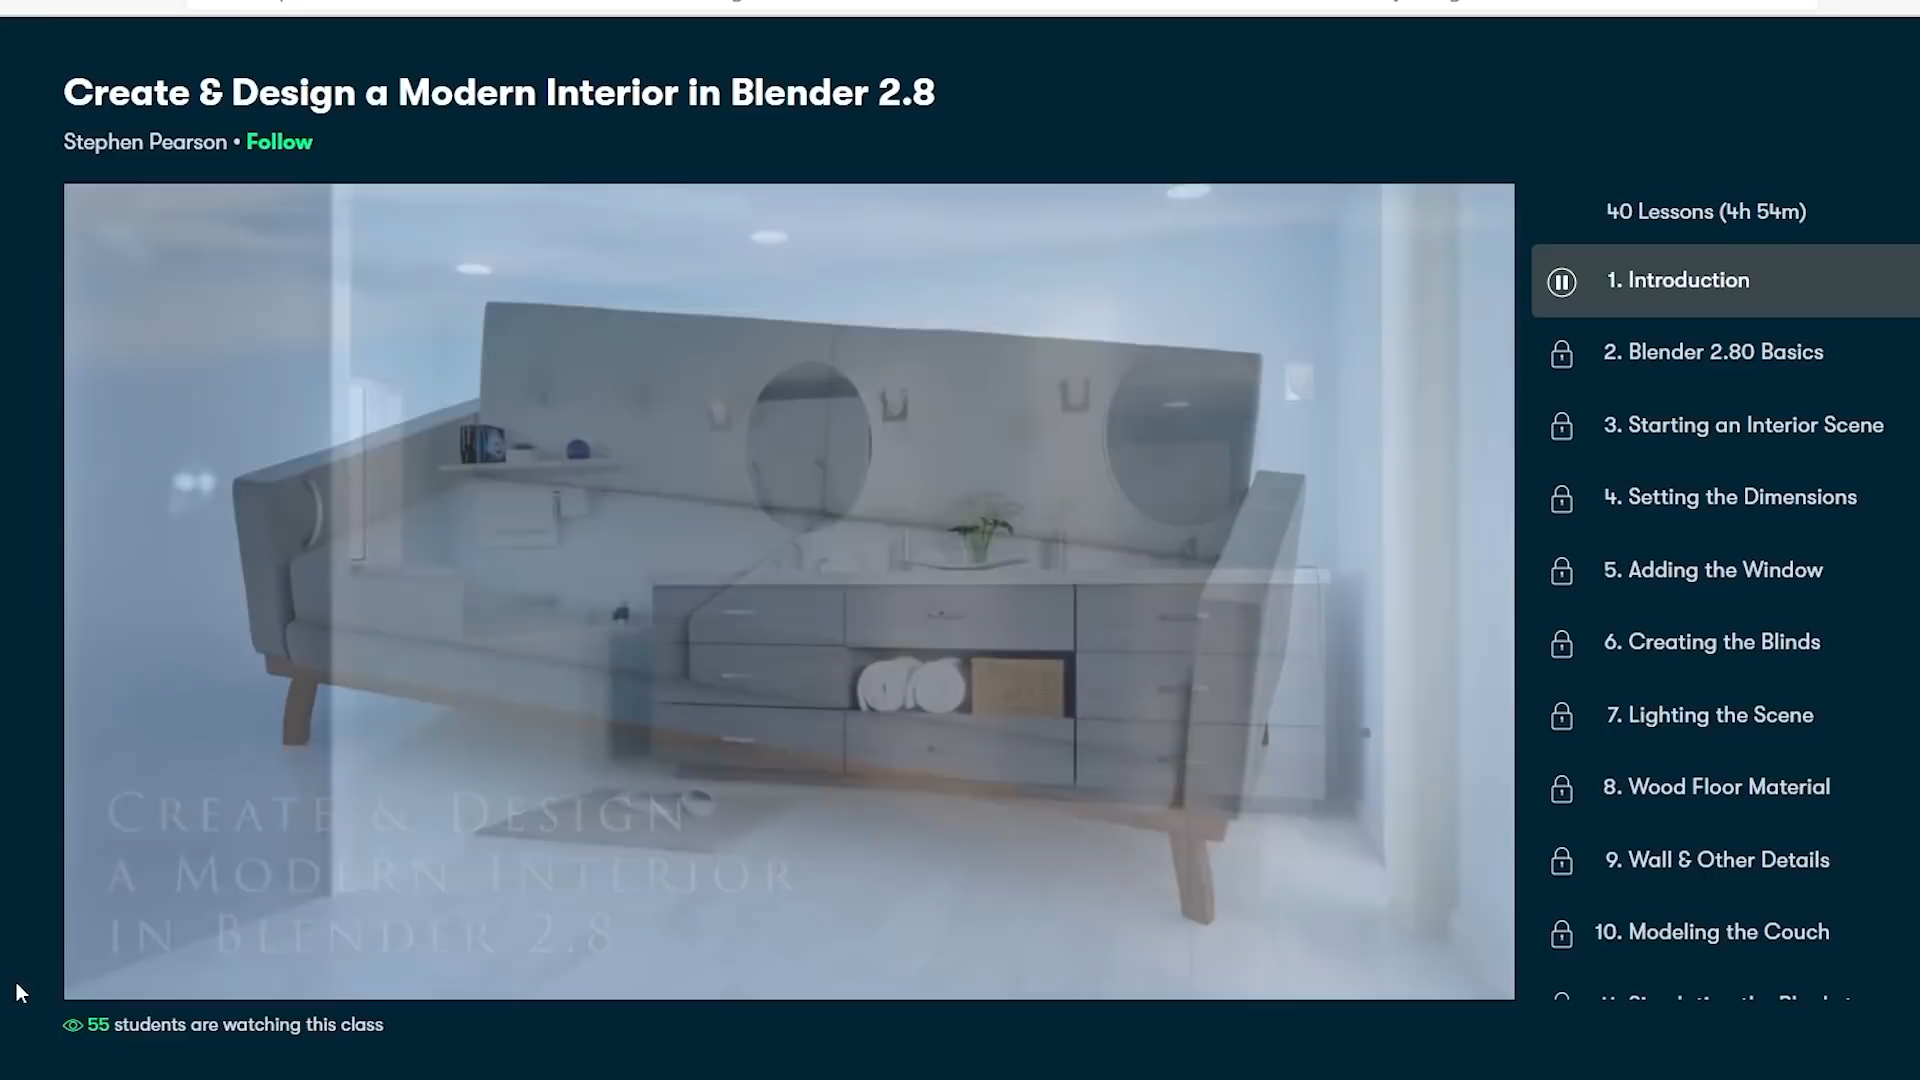 Create & Design a Modern Interior in Blender 2.8
Stephen Pearson • Follow
40 Lessons (4h 54m)
1. Introduction
2. Blender 2.80 Basics
3. Starting an Interior Scene
4. Setting the Dimensions
5. Adding the Window
6. Creating the Blinds
7. Lighting the Scene
8. Wood Floor Material
9. Wall & Other Details
10. Modeling the Couch
CREATE & DESIGN
A MODERN INTERIOR
IN BLENDER 2.8
55 students are watching this class